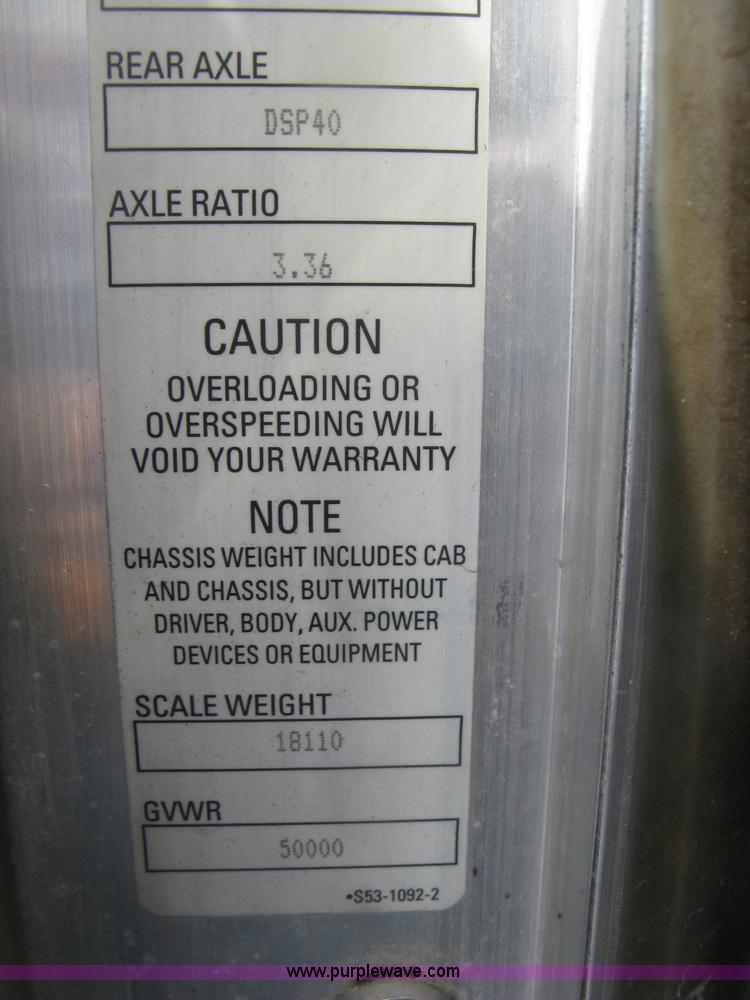 REAR AXLE
DSP40
AXLE RATIO
3.36
CAUTION
OVERLOADING OR
OVERSPEEDING WILL
VOID YOUR WARRANTY
NOTE
CHASSIS WEIGHT INCLUDES CAB
AND CHASSIS, BUT WITHOUT
DRIVER, BODY, AUX. POWER
DEVICES OR EQUIPMENT
SCALE WEIGHT
18110
GVWR
50000
•S53-1092-2
www.purplewave.com